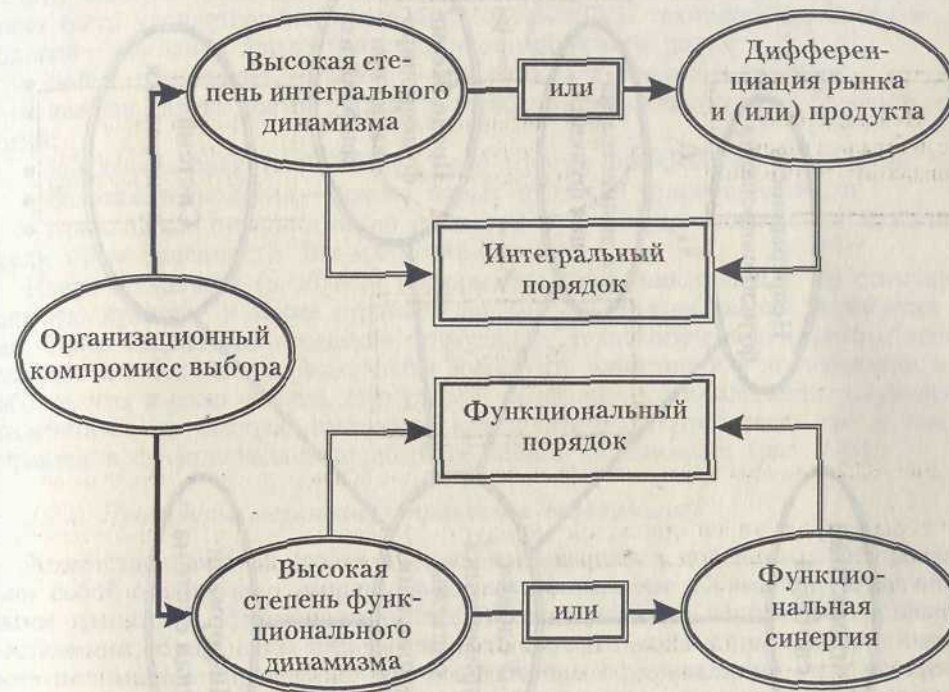 Высокая сте-
пень интегрального
динамизма
или
Дифферен-
циация рынка
и (или) продукта
Интегральный
порядок
Организационный
компромисс выбора
Функциональный
порядок
Высокая
степень функ-
ционального
динамизма
или
Функцио-
нальная
синергия